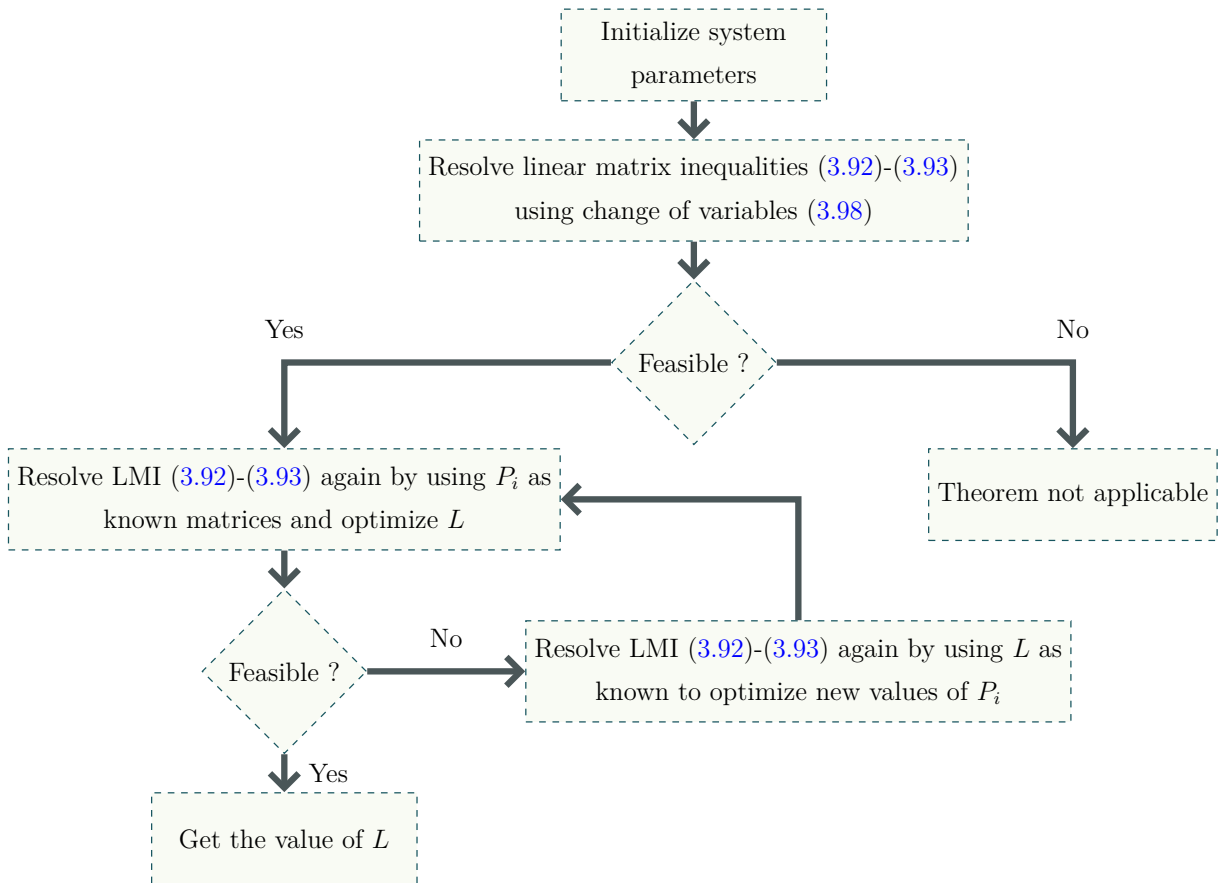 Initialize system
parameters
Resolve linear matrix inequalities (3.92)-(3.93)
using change of variables (3.98)
Yes
No
Feasible ?
Resolve LMI (3.92)-(3.93) again by using $P_i$ as
known matrices and optimize $L$
Theorem not applicable
No
Feasible ?
Resolve LMI (3.92)-(3.93) again by using $L$ as
known to optimize new values of $P_i$
Yes
Get the value of $L$